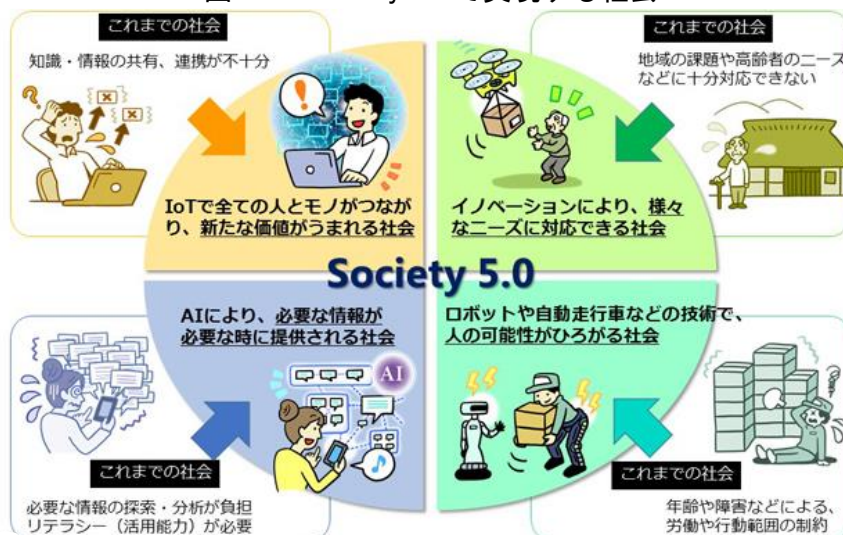 これまでの社会
知識・情報の共有、連携が不十分
IoTで全ての人とモノがつなが
り、新たな価値がうまれる社会
これまでの社会
地域の課題や高齢者のニーズ
などに十分対応できない
イノベーションにより、様々
なニーズに対応できる社会
Society 5.0
AIにより、必要な情報が
必要な時に提供される社会
AI
これまでの社会
必要な情報の探索・分析が負担
リテラシー（活用能力）が必要
ロボットや自動走行車などの技術で、
人の可能性がひろがる社会
これまでの社会
年齢や障害などによる、
労働や行動範囲の制約